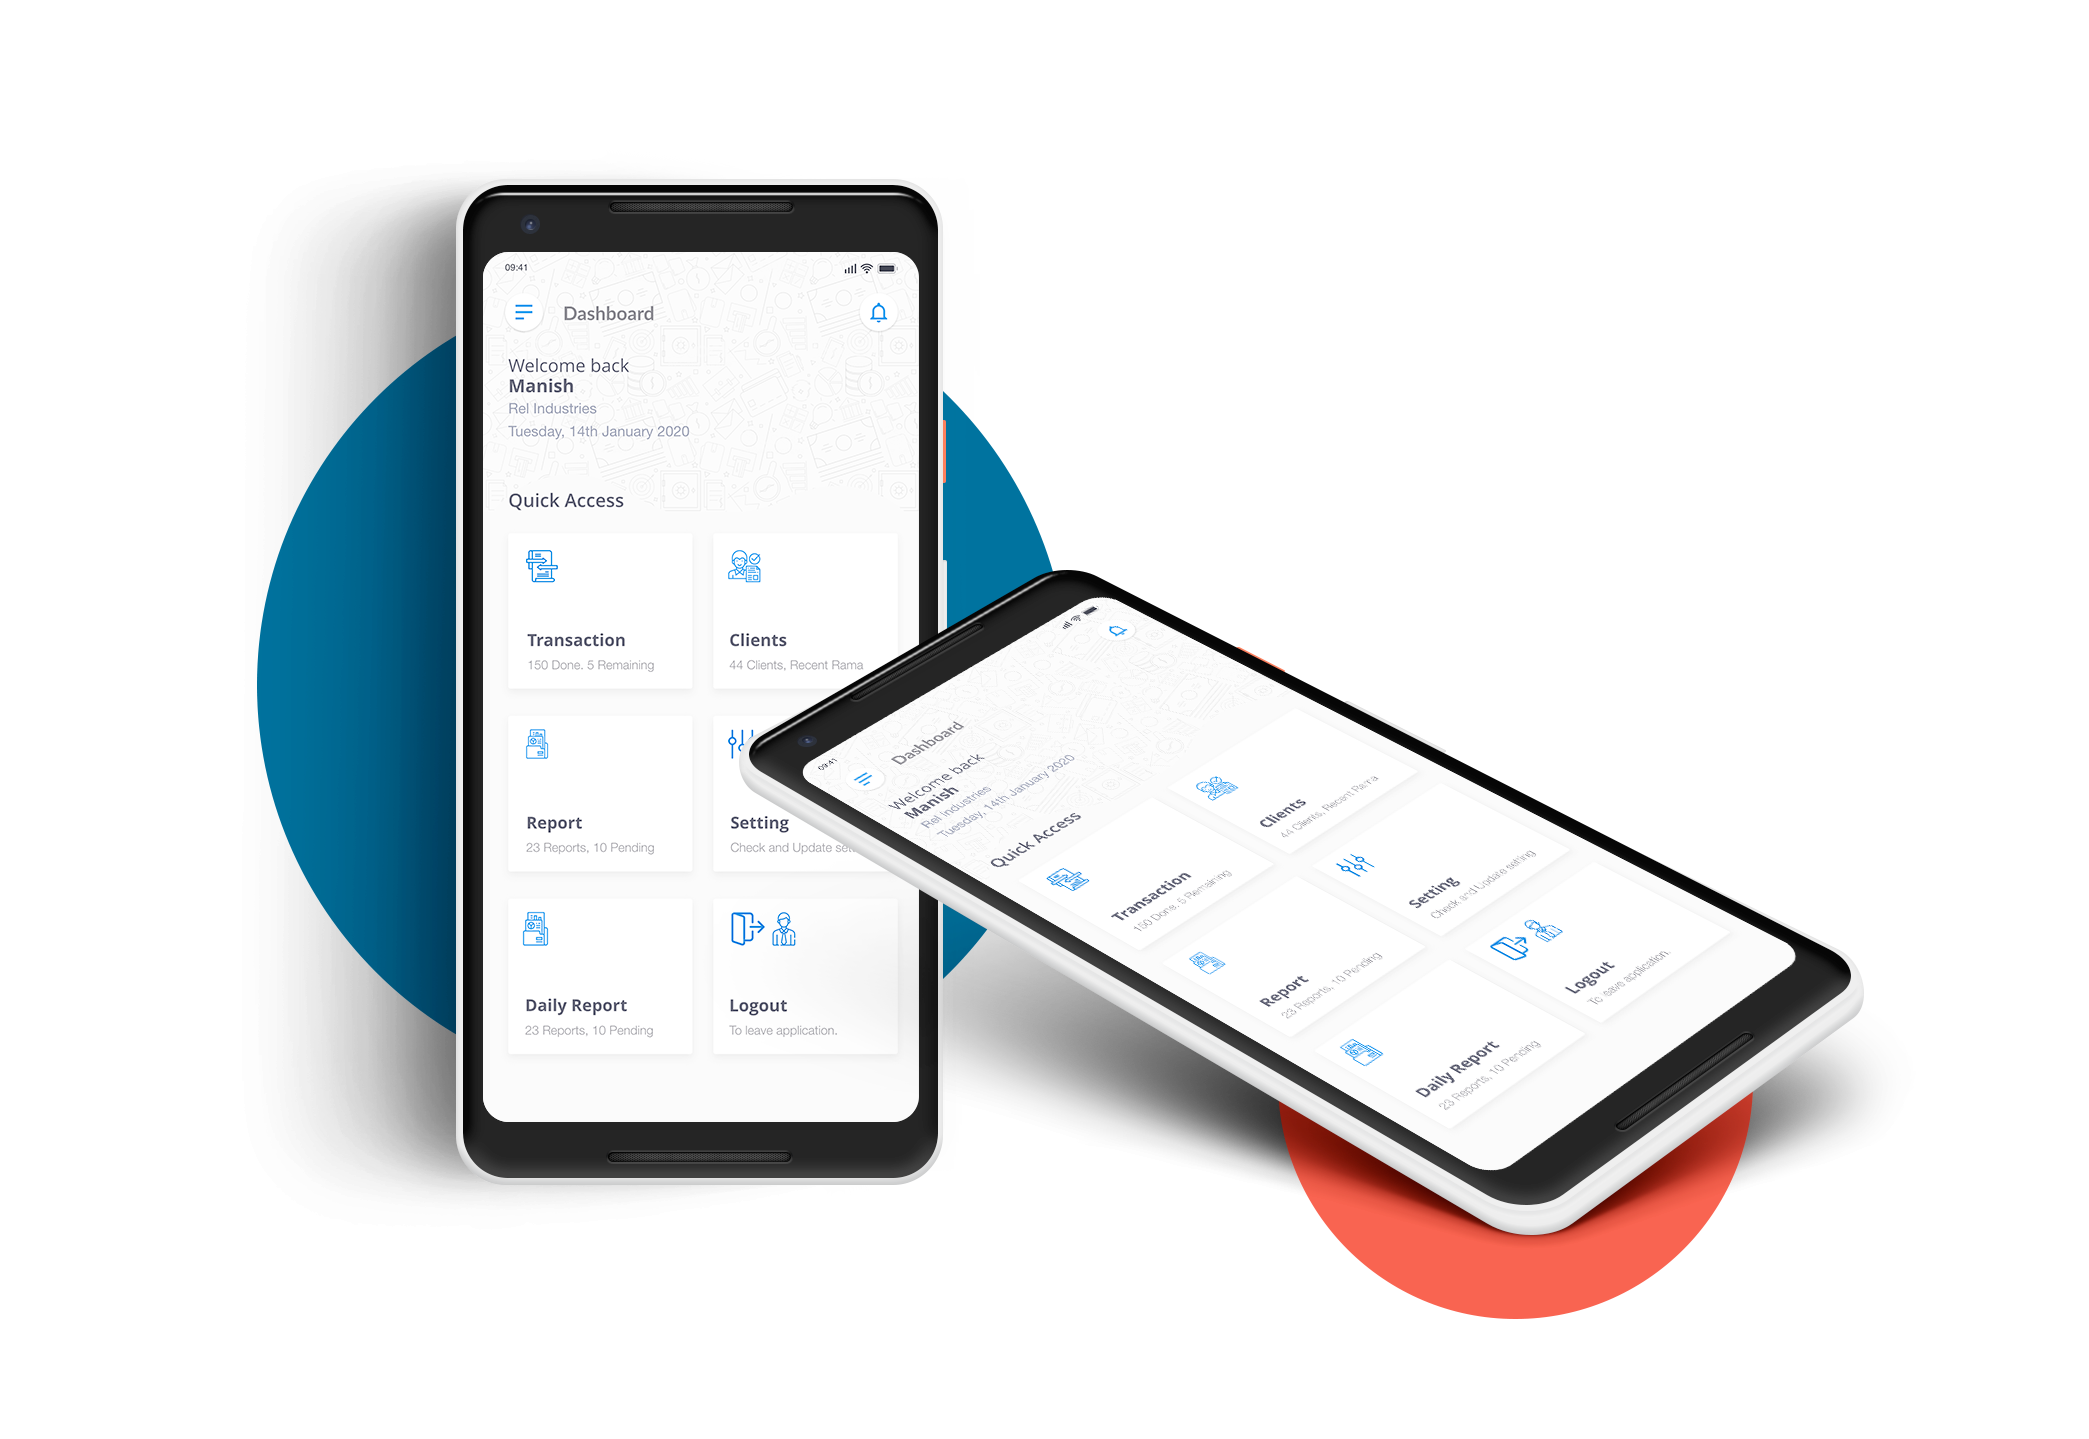 09:41
Dashboard
Welcome back
Manish
Rel Industries
Tuesday, 14th January 2020
Quick Access
Transaction
150 Done. 5 Remaining
Clients
44 Clients, Recent Rama
Report
23 Reports, 10 Pending
Setting
Check and Update set
Daily Report
23 Reports, 10 Pending
Logout
To leave application.
09:41
Dashboard
Welcome back
Manish
Rel Industries
Tuesday, 14th January 2020
Quick Access
Transaction
150 Done. 5 Remaining
Clients
44 Clients, Recent Rama
Report
23 Reports, 10 Pending
Setting
Check and Update setting
Daily Report
23 Reports, 10 Pending
Logout
To leave application.